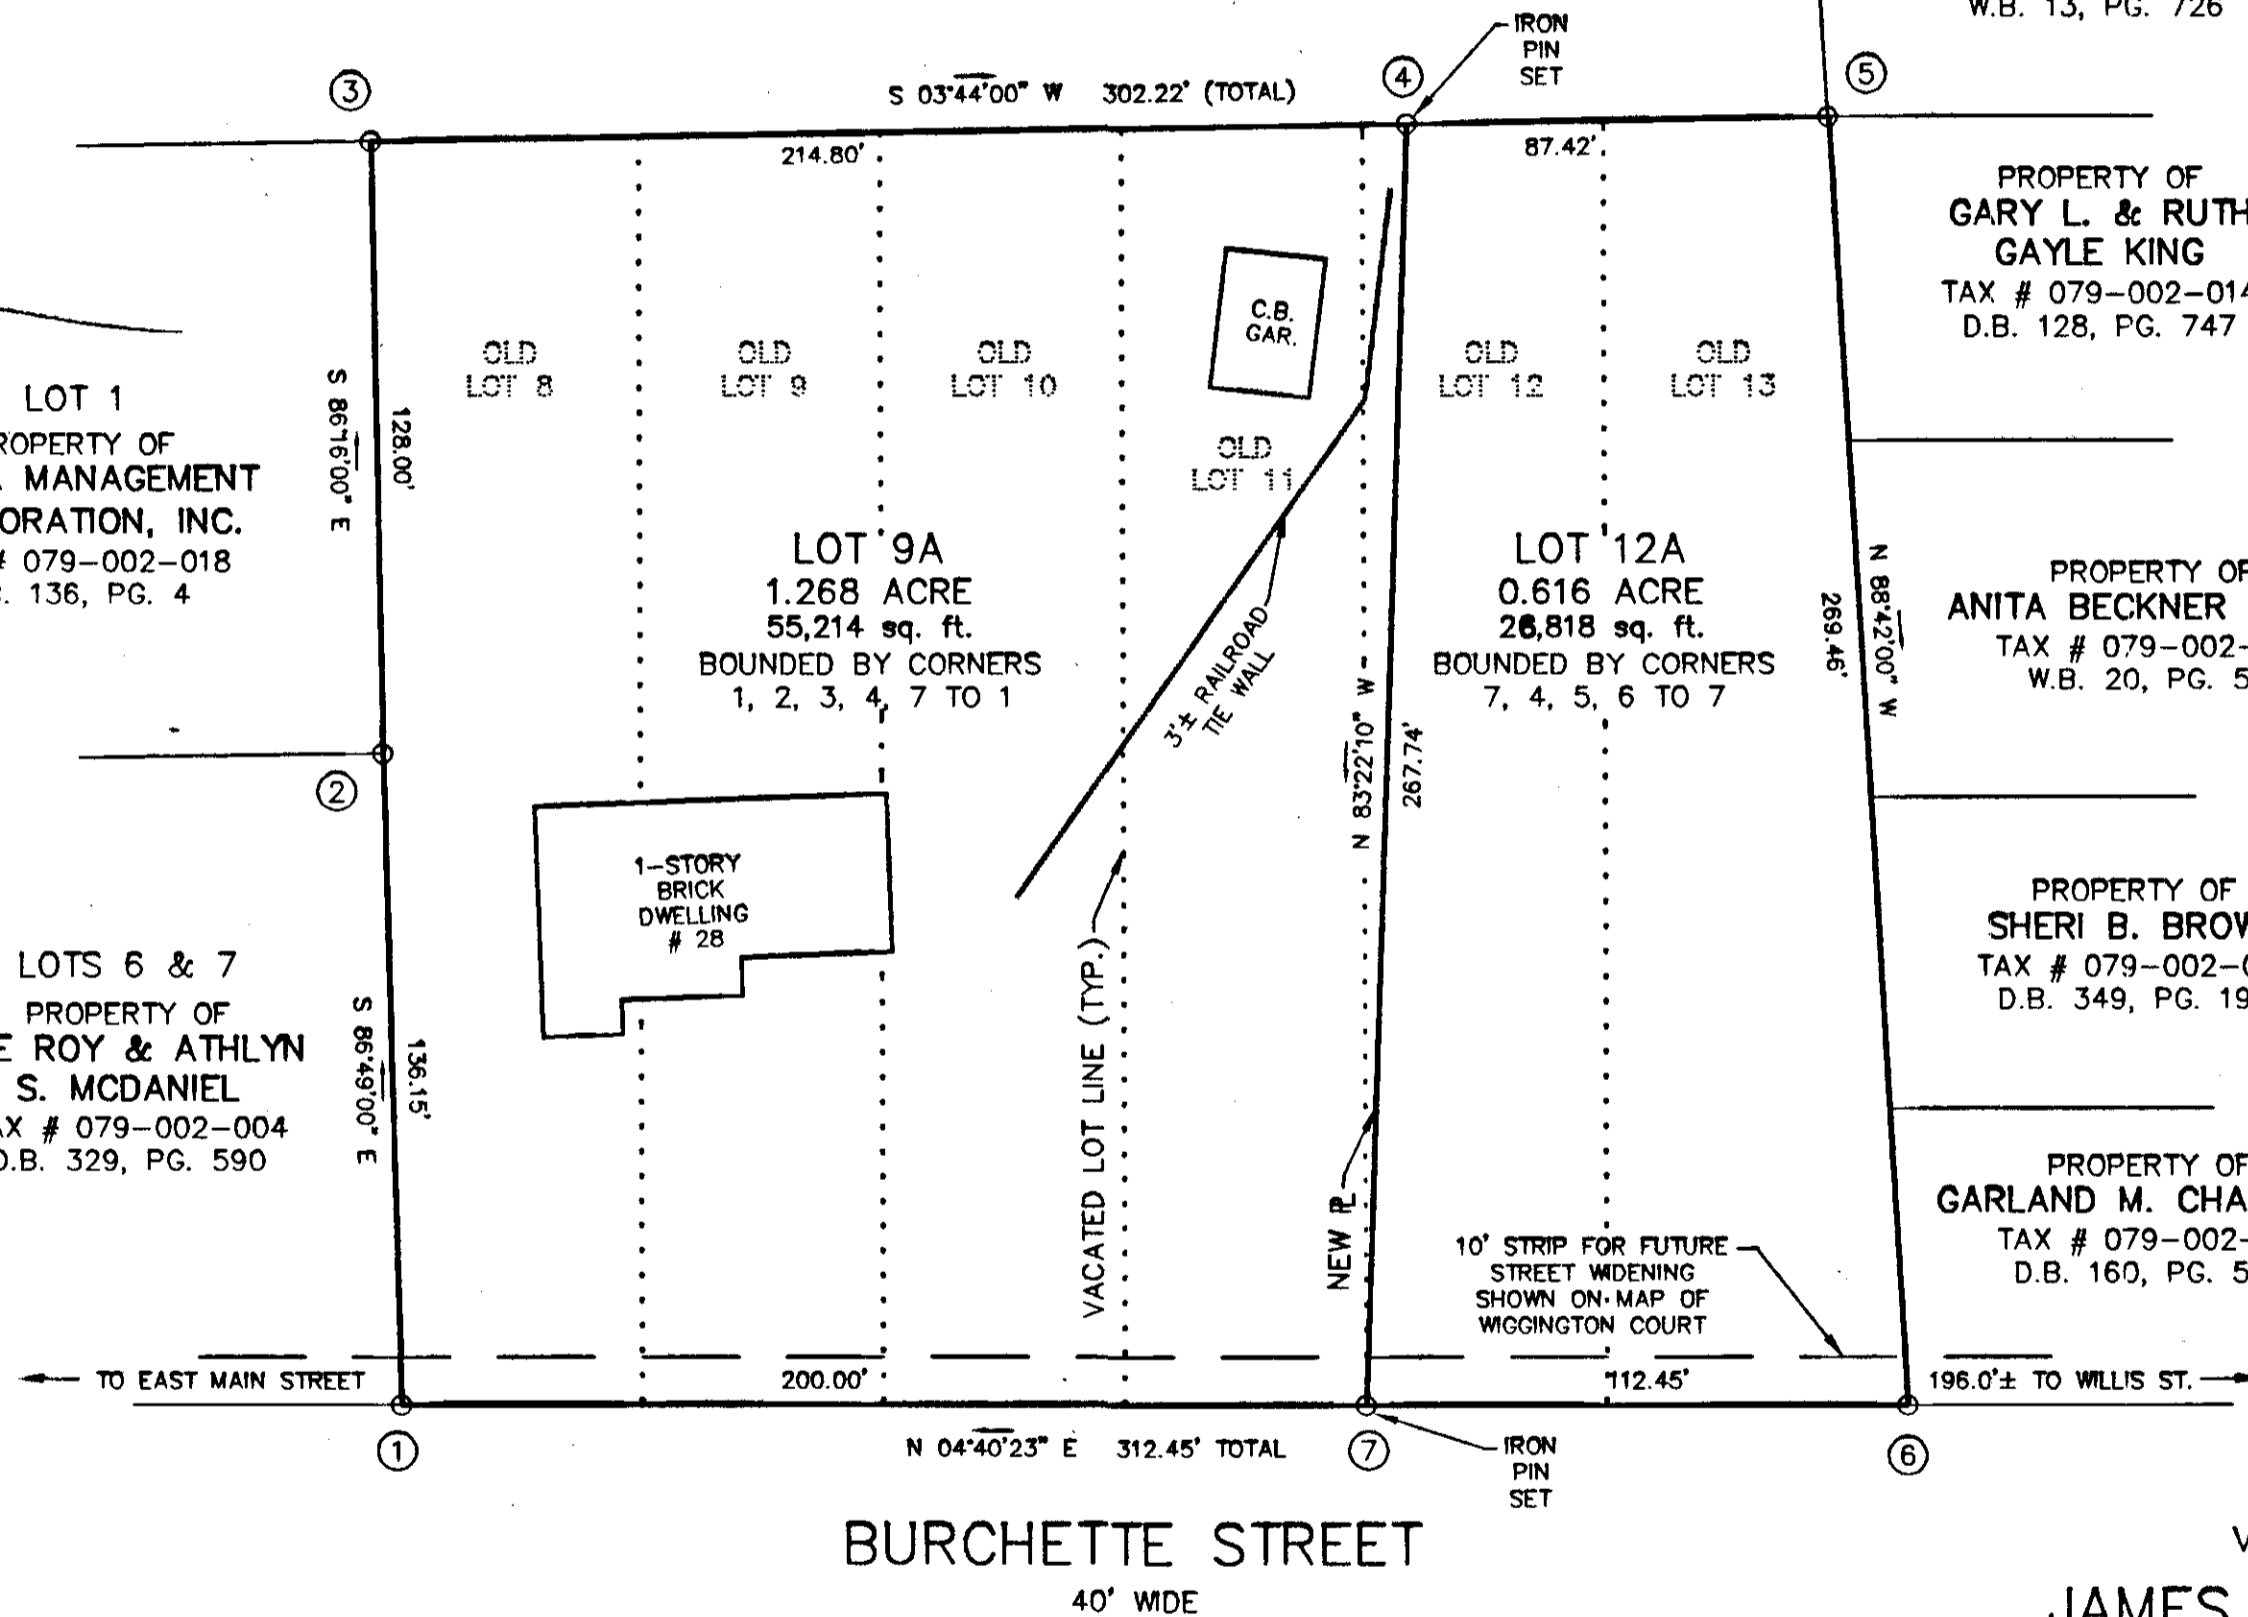 W.B. 13, PG. 726
IRON
PIN
SET
3
S 03°44'00" W 302.22' (TOTAL)
4
5
214.80'
87.42'
PROPERTY OF
GARY L. & RUTH
GAYLE KING
TAX # 079-002-014
D.B. 128, PG. 747
C.B.
GAR.
OLD
LOT 8
OLD
LOT 9
OLD
LOT 10
OLD
LOT 11
OLD
LOT 12
OLD
LOT 13
LOT 1
ROPERTY OF
MANAGEMENT
ORATION, INC.
# 079-002-018
. 136, PG. 4
S 86°16'00" E
128.00'
LOT 9A
1.268 ACRE
55,214 sq. ft.
BOUNDED BY CORNERS
1, 2, 3, 4, 7 TO 1
3'± RAILROAD
TIE WALL
N 83°22'10" W
267.74'
LOT 12A
0.616 ACRE
26,818 sq. ft.
BOUNDED BY CORNERS
7, 4, 5, 6 TO 7
269.46'
N 88°42'00" W
PROPERTY OF
ANITA BECKNER
TAX # 079-002-
W.B. 20, PG. 5
2
1-STORY
BRICK
DWELLING
# 28
PROPERTY OF
SHERI B. BROW
TAX # 079-002-0
D.B. 349, PG. 19
LOTS 6 & 7
PROPERTY OF
E ROY & ATHLYN
S. MCDANIEL
AX # 079-002-004
D.B. 329, PG. 590
S 86°49'00" E
136.15'
VACATED LOT LINE (TYP.)
NEW PL
10' STRIP FOR FUTURE
STREET WIDENING
SHOWN ON MAP OF
WIGGINGTON COURT
PROPERTY OF
GARLAND M. CHA
TAX # 079-002-
D.B. 160, PG. 5
TO EAST MAIN STREET
200.00'
112.45'
196.0'± TO WILLIS ST.
1
N 04°40'23" E 312.45' TOTAL
7
IRON
PIN
SET
6
BURCHETTE STREET
40' WIDE
JAMES